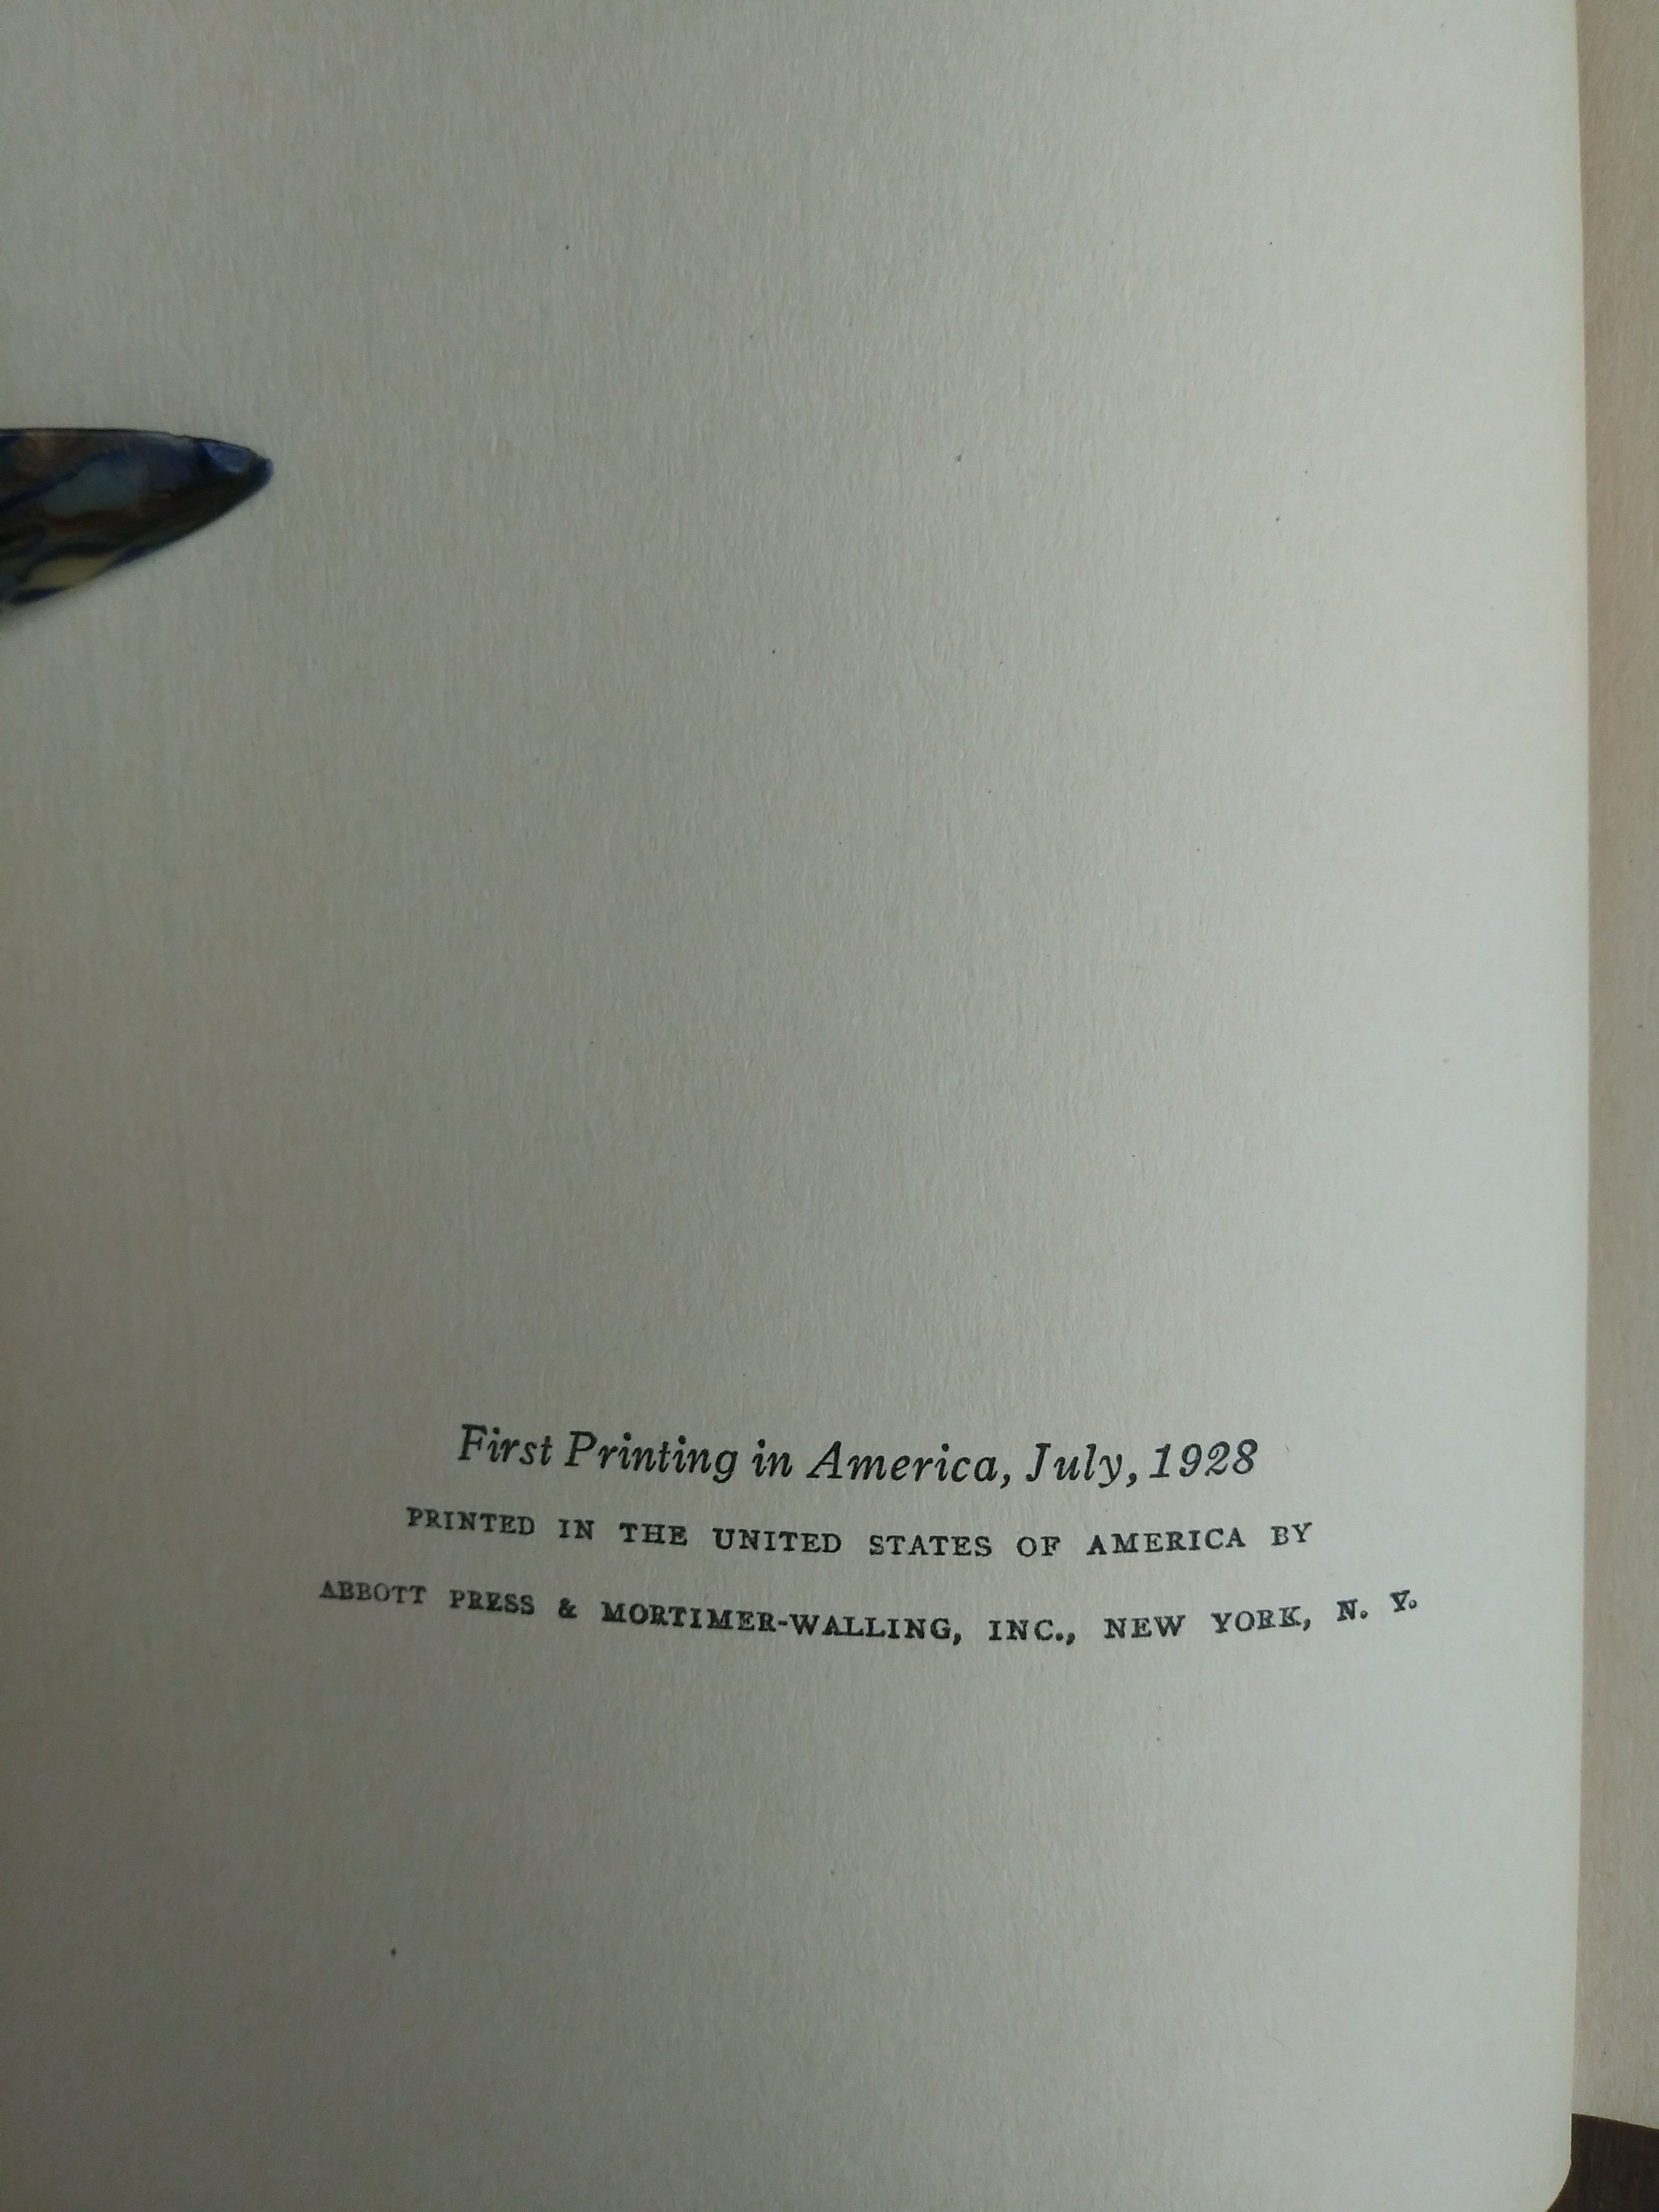 First Printing in America, July, 1928
PRINTED IN THE UNITED STATES OF AMERICA BY
ABBOTT PRESS & MORTIMER-WALLING, INC., NEW YORK, N. Y.